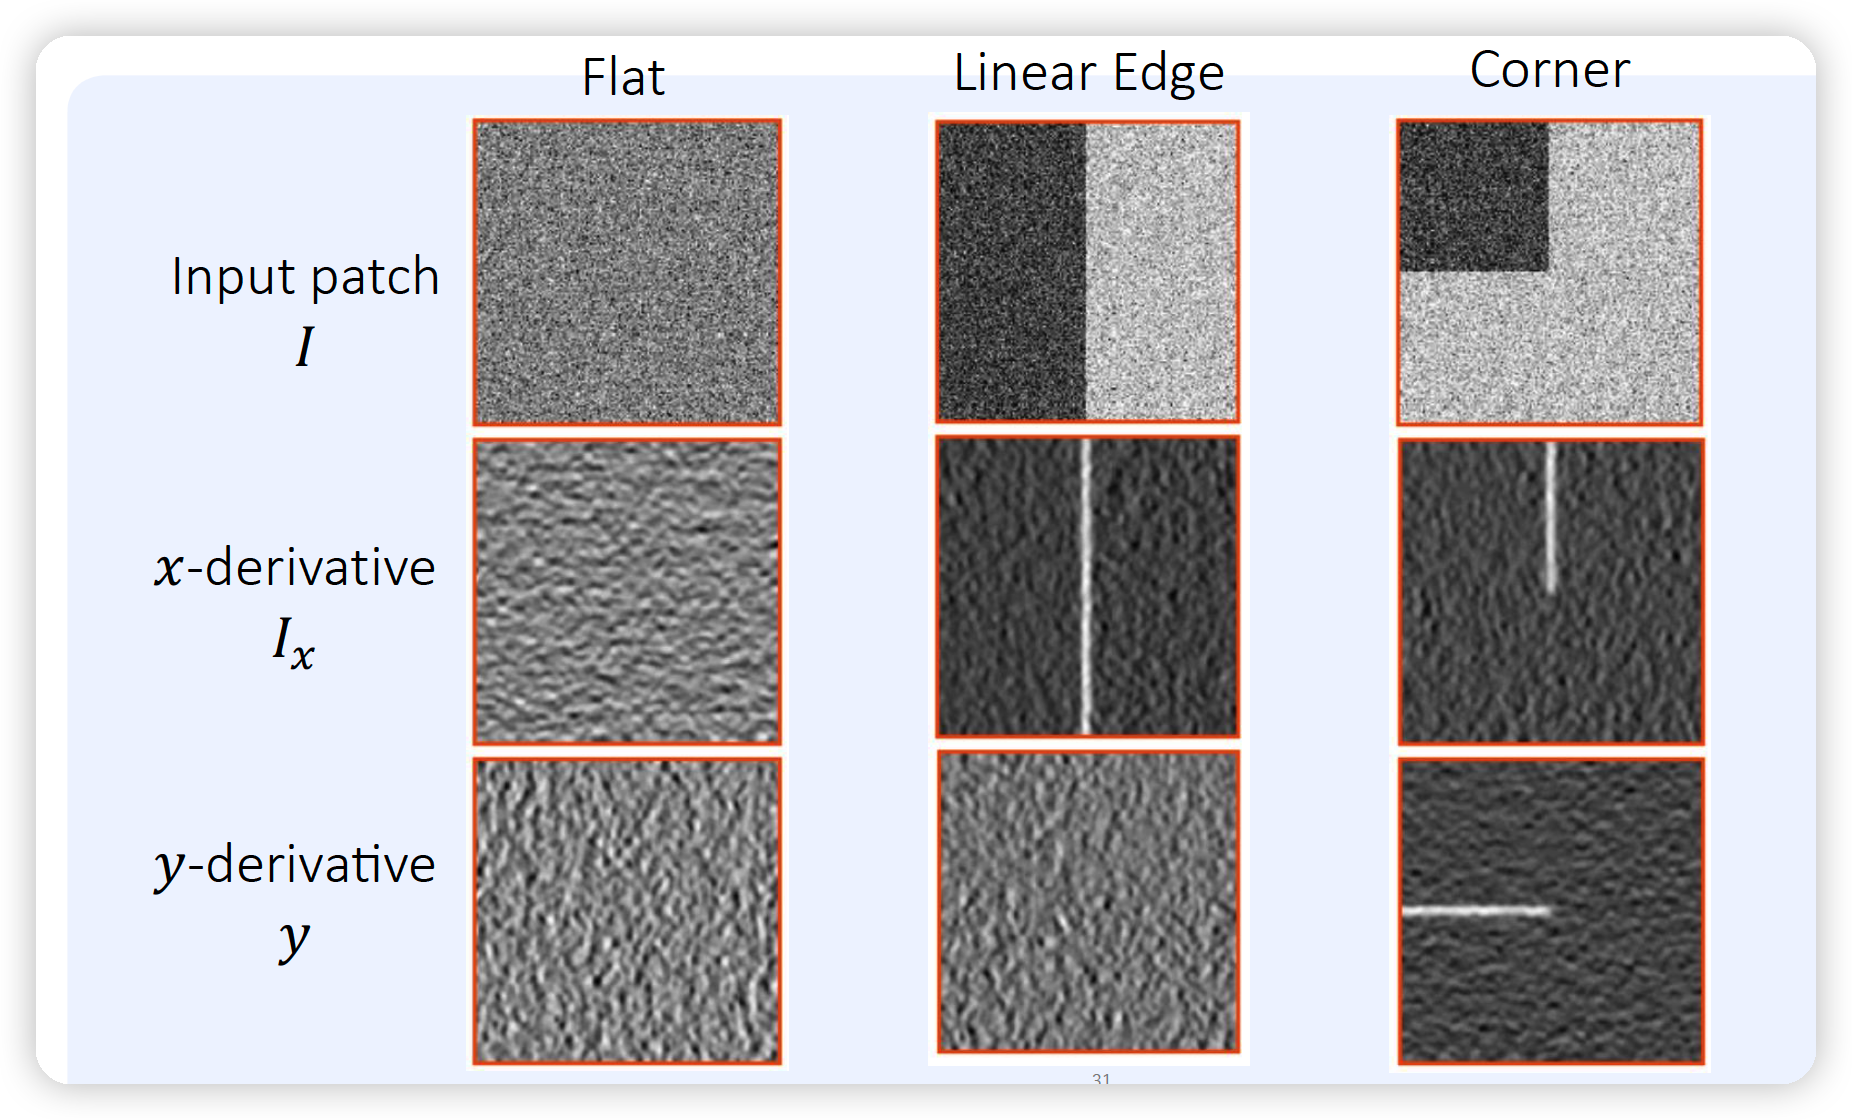 Flat
Linear Edge
Corner
Input patch
I
x-derivative
Iₓ
y-derivative
y
31